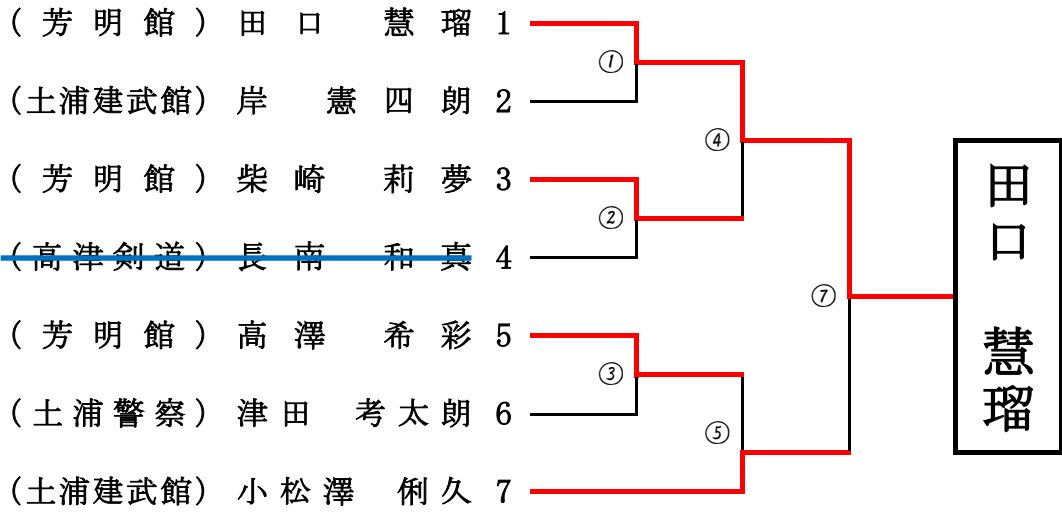 (芳明館) 田口 慧瑠 1
(土浦建武館) 岸 憲四朗 2
(芳明館) 柴崎 莉夢 3
(高津剣道) 長南 和真 4
(芳明館) 高澤 希彩 5
(土浦警察) 津田 考太朗 6
(土浦建武館) 小松澤 俐久 7
①
②
③
④
⑤
⑦
田口 慧瑠